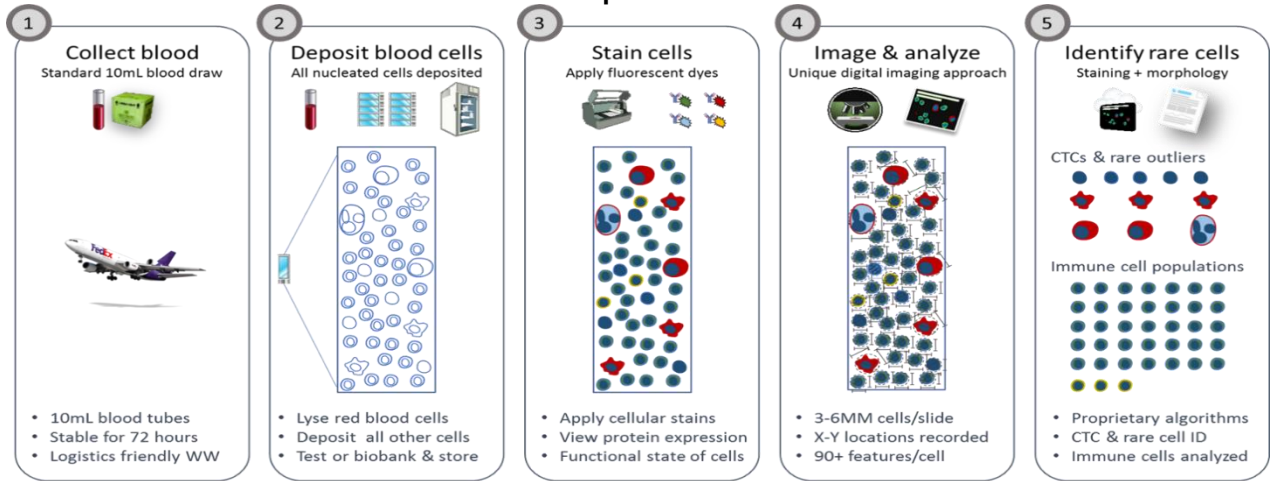 1
Collect blood
Standard 10mL blood draw
FedEx
• 10mL blood tubes
• Stable for 72 hours
• Logistics friendly WW
2
Deposit blood cells
All nucleated cells deposited
• Lyse red blood cells
• Deposit all other cells
• Test or biobank & store
3
Stain cells
Apply fluorescent dyes
• Apply cellular stains
• View protein expression
• Functional state of cells
4
Image & analyze
Unique digital imaging approach
• 3-6MM cells/slide
• X-Y locations recorded
• 90+ features/cell
5
Identify rare cells
Staining + morphology
CTCs & rare outliers
Immune cell populations
• Proprietary algorithms
• CTC & rare cell ID
• Immune cells analyzed